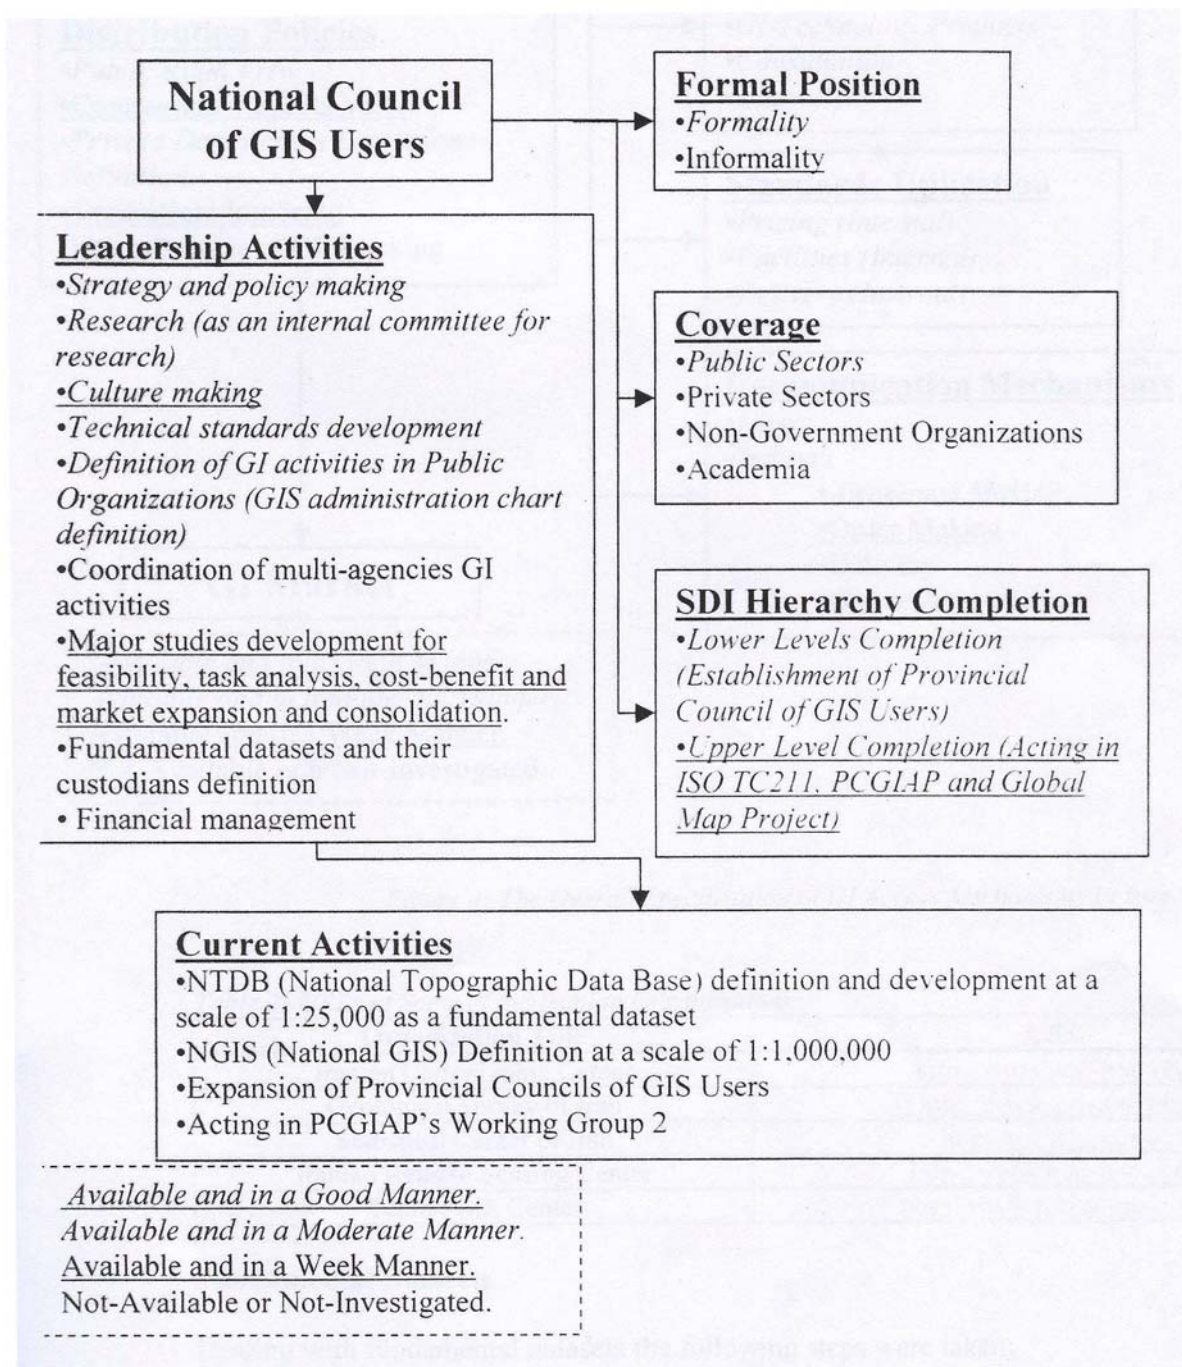 National Council
of GIS Users
Formal Position
•Formality
•Informality
Leadership Activities
•Strategy and policy making
•Research (as an internal committee for
research)
•Culture making
•Technical standards development
•Definition of GI activities in Public
Organizations (GIS administration chart
definition)
•Coordination of multi-agencies GI
activities
•Major studies development for
feasibility, task analysis, cost-benefit and
market expansion and consolidation.
•Fundamental datasets and their
custodians definition
• Financial management
Coverage
•Public Sectors
•Private Sectors
•Non-Government Organizations
•Academia
SDI Hierarchy Completion
•Lower Levels Completion
(Establishment of Provincial
Council of GIS Users)
•Upper Level Completion (Acting in
ISO TC211, PCGIAP and Global
Map Project)
Current Activities
•NTDB (National Topographic Data Base) definition and development at a
scale of 1:25,000 as a fundamental dataset
•NGIS (National GIS) Definition at a scale of 1:1,000,000
•Expansion of Provincial Councils of GIS Users
•Acting in PCGIAP's Working Group 2
Available and in a Good Manner.
Available and in a Moderate Manner.
Available and in a Week Manner.
Not-Available or Not-Investigated.